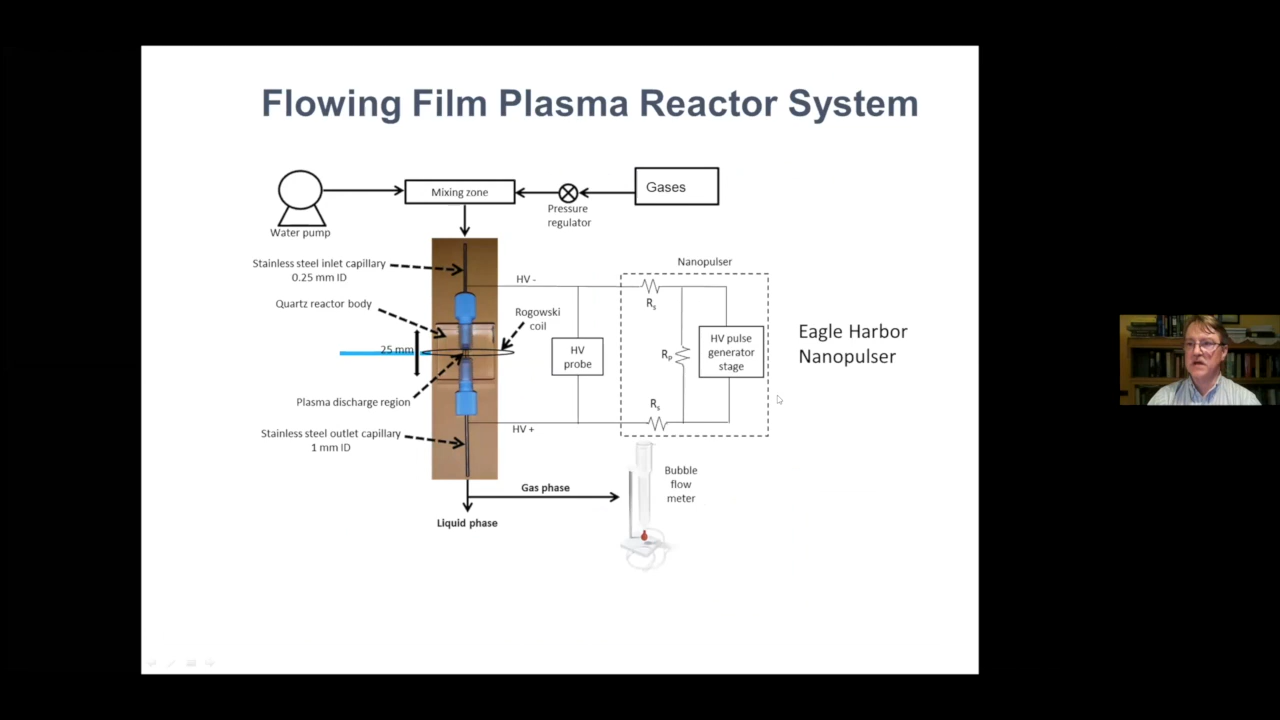 Flowing Film Plasma Reactor System
Gases
Mixing zone
Pressure
regulator
Water pump
Stainless steel inlet capillary
0.25 mm ID
Quartz reactor body
25 mm
Plasma discharge region
Stainless steel outlet capillary
1 mm ID
HV -
Rogowski
coil
HV
probe
HV +
Nanopulser
Rs
Rp
HV pulse
generator
stage
Rs
Eagle Harbor
Nanopulser
Gas phase
Bubble
flow
meter
Liquid phase